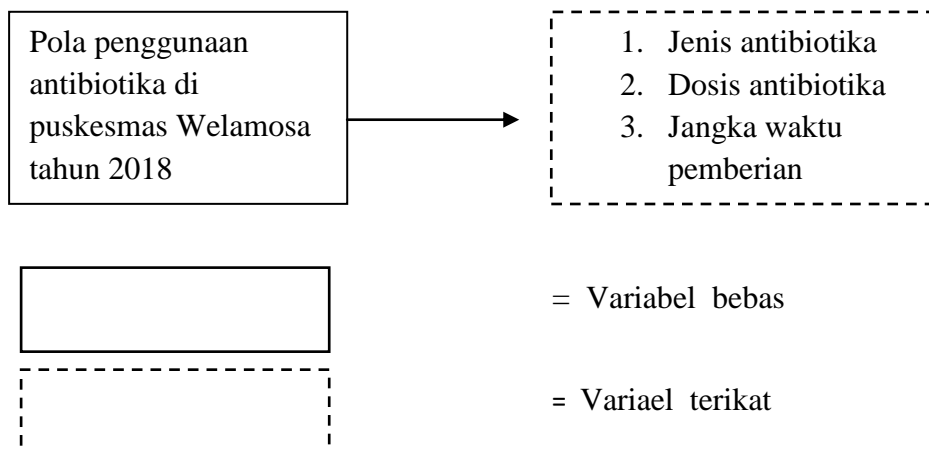 Pola penggunaan
antibiotika di
puskesmas Welamosa
tahun 2018
1. Jenis antibiotika
2. Dosis antibiotika
3. Jangka waktu
pemberian
= Variabel bebas
= Variael terikat